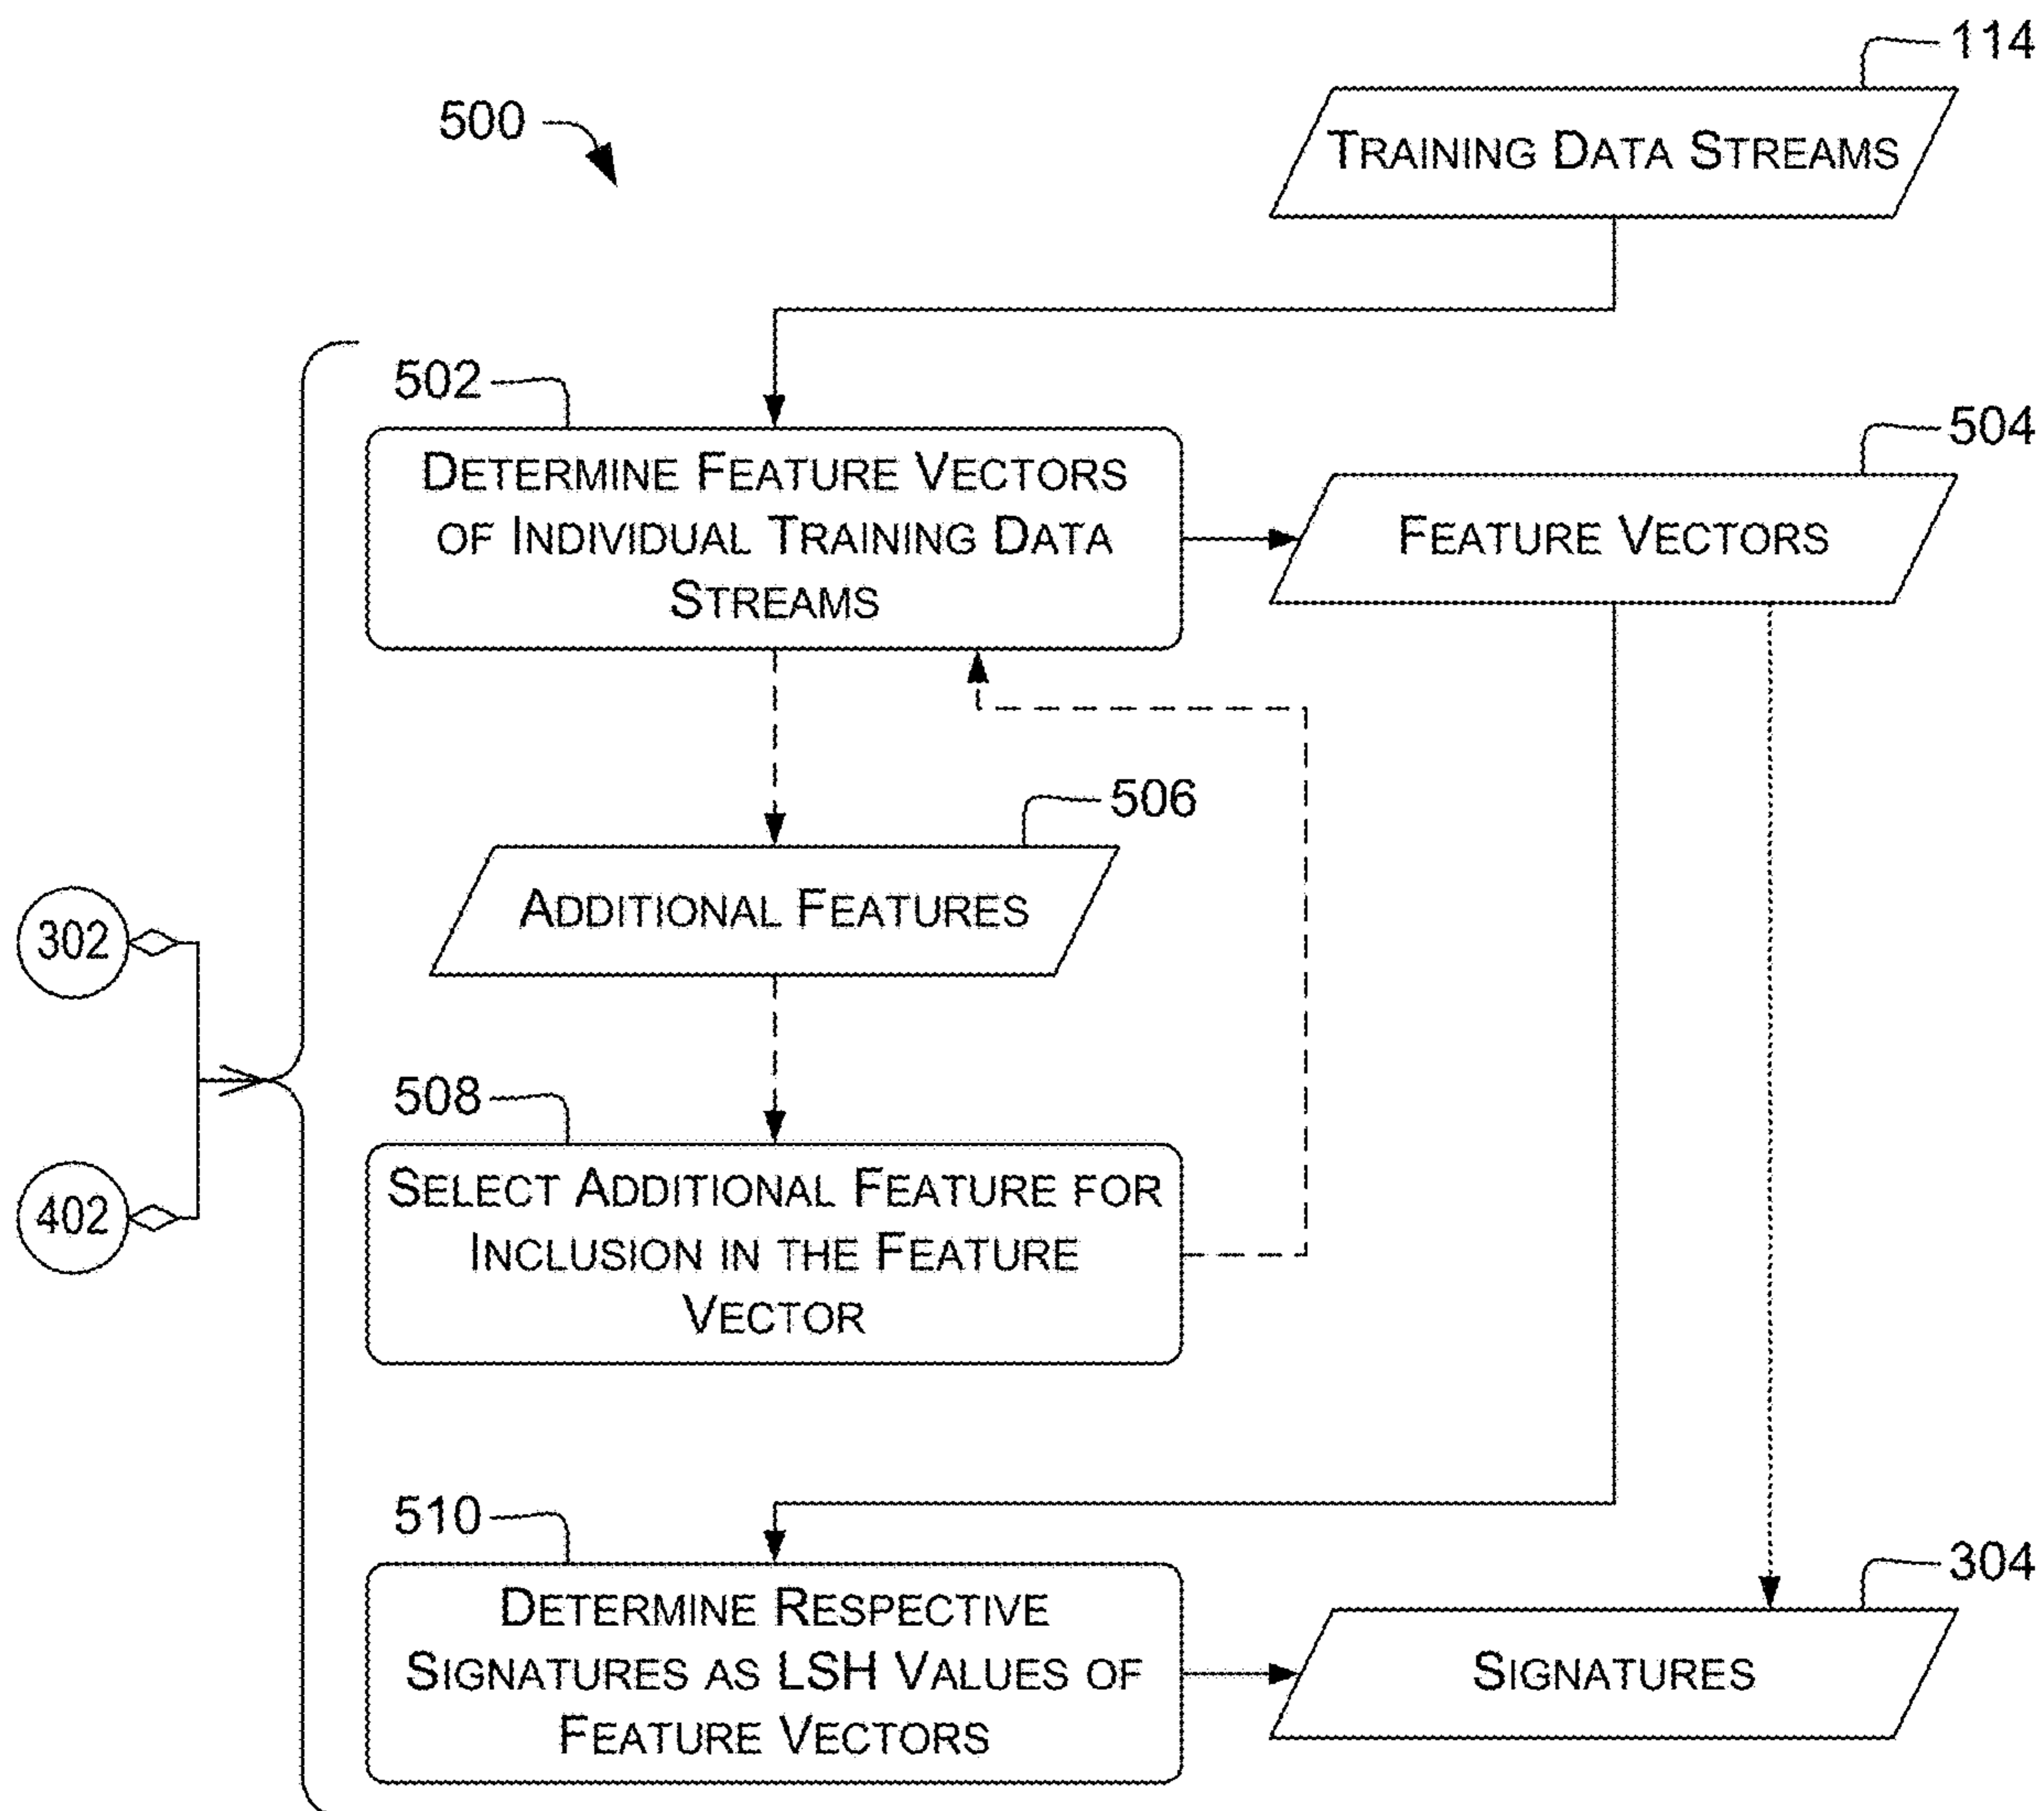 114
500
TRAINING DATA STREAMS
502
504
DETERMINE FEATURE VECTORS
OF INDIVIDUAL TRAINING DATA
STREAMS
FEATURE VECTORS
506
ADDITIONAL FEATURES
302
508
402
SELECT ADDITIONAL FEATURE FOR
INCLUSION IN THE FEATURE
VECTOR
510
304
DETERMINE RESPECTIVE
SIGNATURES AS LSH VALUES OF
FEATURE VECTORS
SIGNATURES